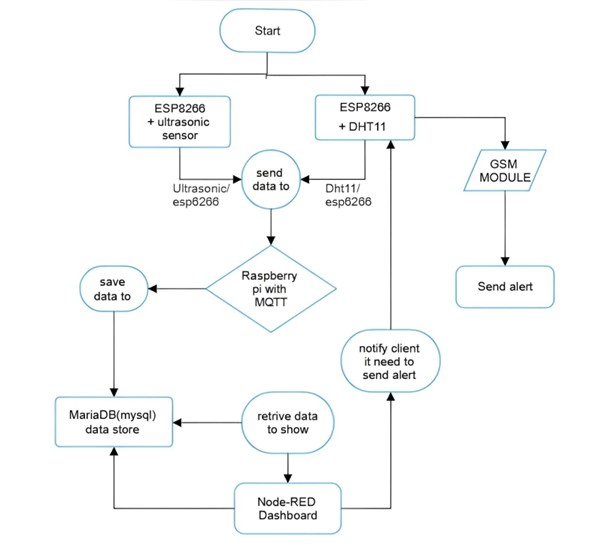 Start
ESP8266
+ ultrasonic
sensor
ESP8266
+ DHT11
GSM
MODULE
send
data to
Ultrasonic/
esp6266
Dht11/
esp6266
Raspberry
pi with
MQTT
save
data to
Send alert
notify client
it need to
send alert
MariaDB(mysql)
data store
retrive data
to show
Node-RED
Dashboard